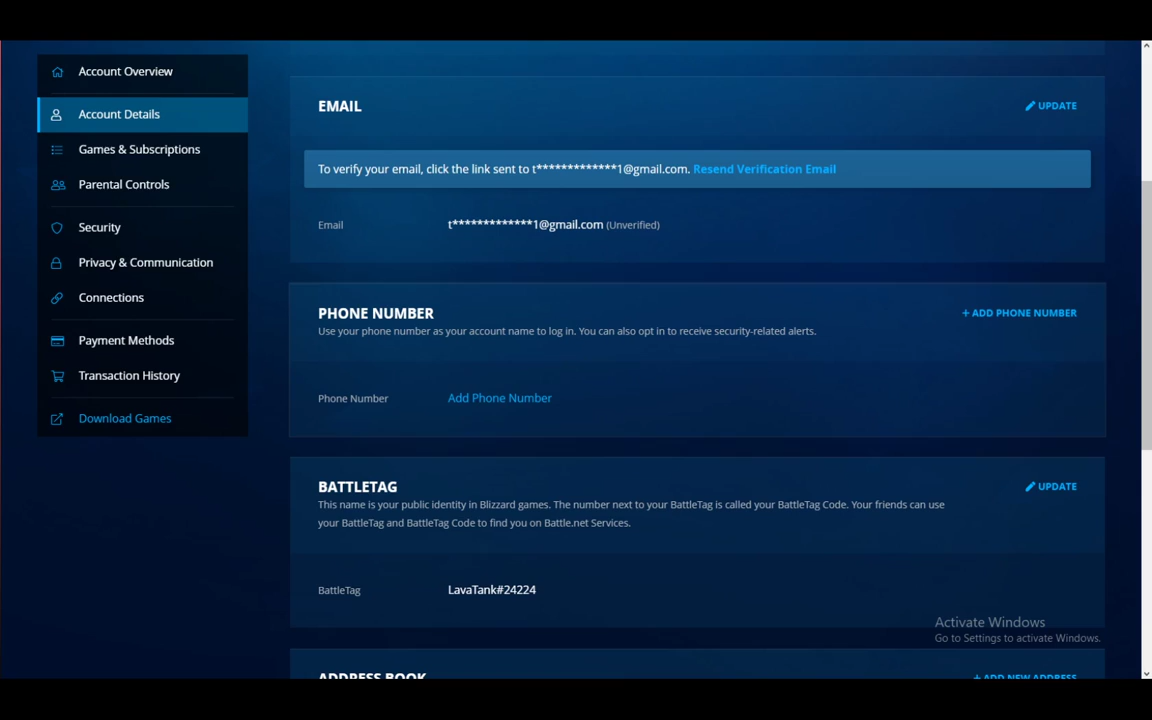 Account Overview
Account Details
Games & Subscriptions
Parental Controls
Security
Privacy & Communication
Connections
Payment Methods
Transaction History
Download Games
EMAIL
UPDATE
To verify your email, click the link sent to t*************1@gmail.com. Resend Verification Email
Email t*************1@gmail.com (Unverified)
PHONE NUMBER
+ ADD PHONE NUMBER
Use your phone number as your account name to log in. You can also opt in to receive security-related alerts.
Phone Number Add Phone Number
BATTLETAG
UPDATE
This name is your public identity in Blizzard games. The number next to your BattleTag is called your BattleTag Code. Your friends can use
your BattleTag and BattleTag Code to find you on Battle.net Services.
BattleTag LavaTank#24224
Activate Windows
Go to Settings to activate Windows.
ADDRESS BOOK
+ ADD NEW ADDRESS